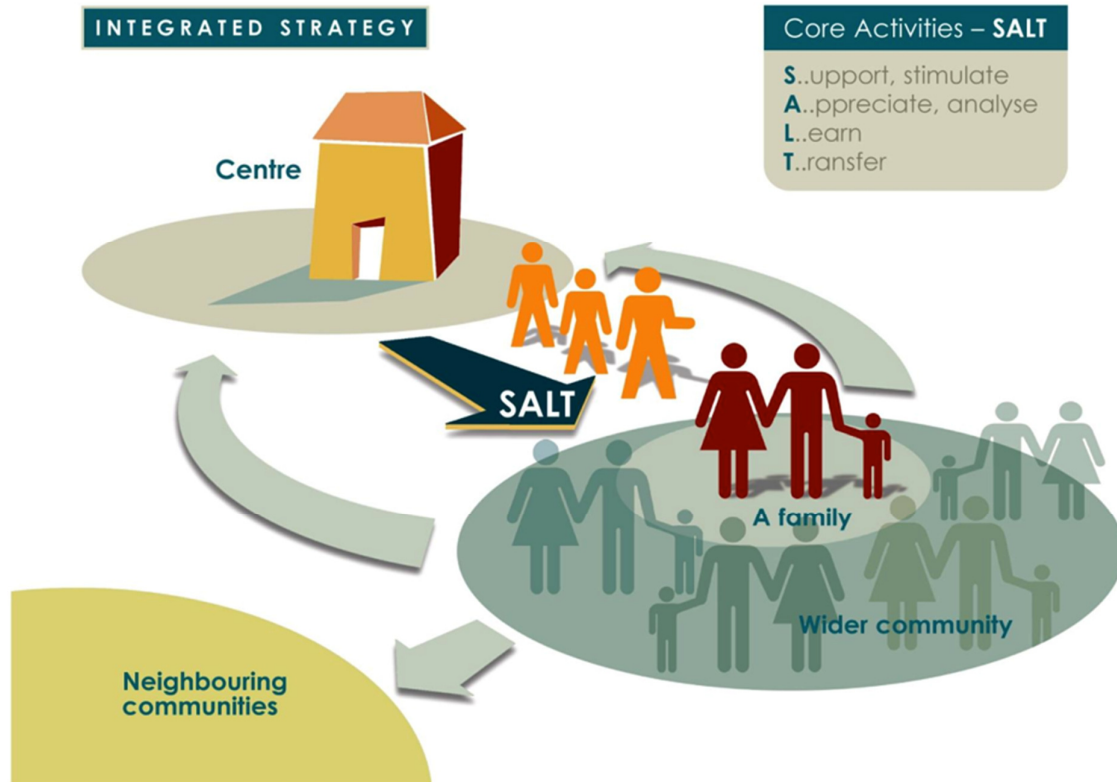 INTEGRATED STRATEGY
Core Activities – SALT
S..upport, stimulate
A..ppreciate, analyse
L..earn
T..ransfer
Centre
SALT
A family
Wider community
Neighbouring
communities